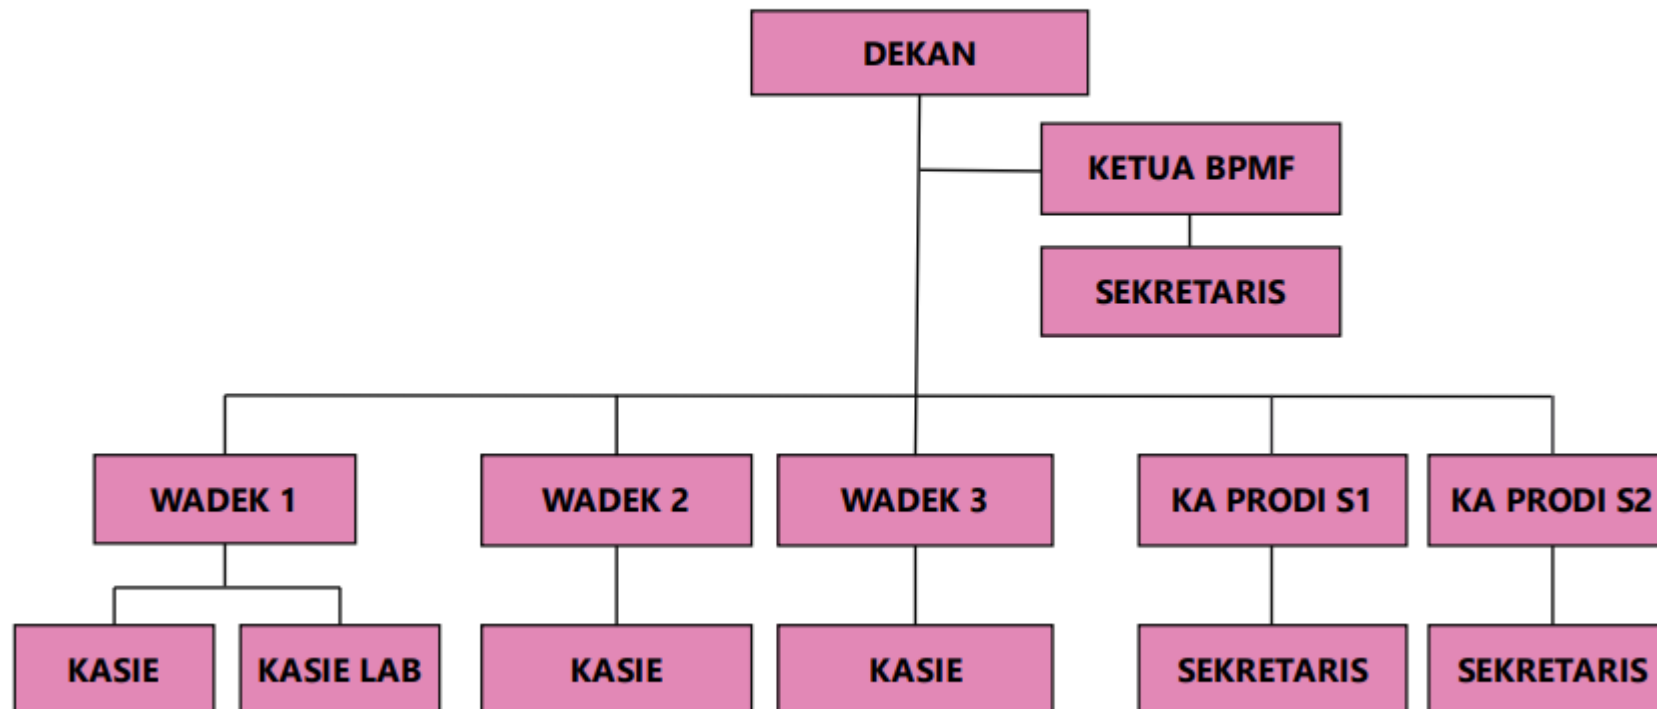 DEKAN
KETUA BPMF
SEKRETARIS
WADEK 1
WADEK 2
WADEK 3
KA PRODI S1
KA PRODI S2
KASIE
KASIE LAB
KASIE
KASIE
SEKRETARIS
SEKRETARIS